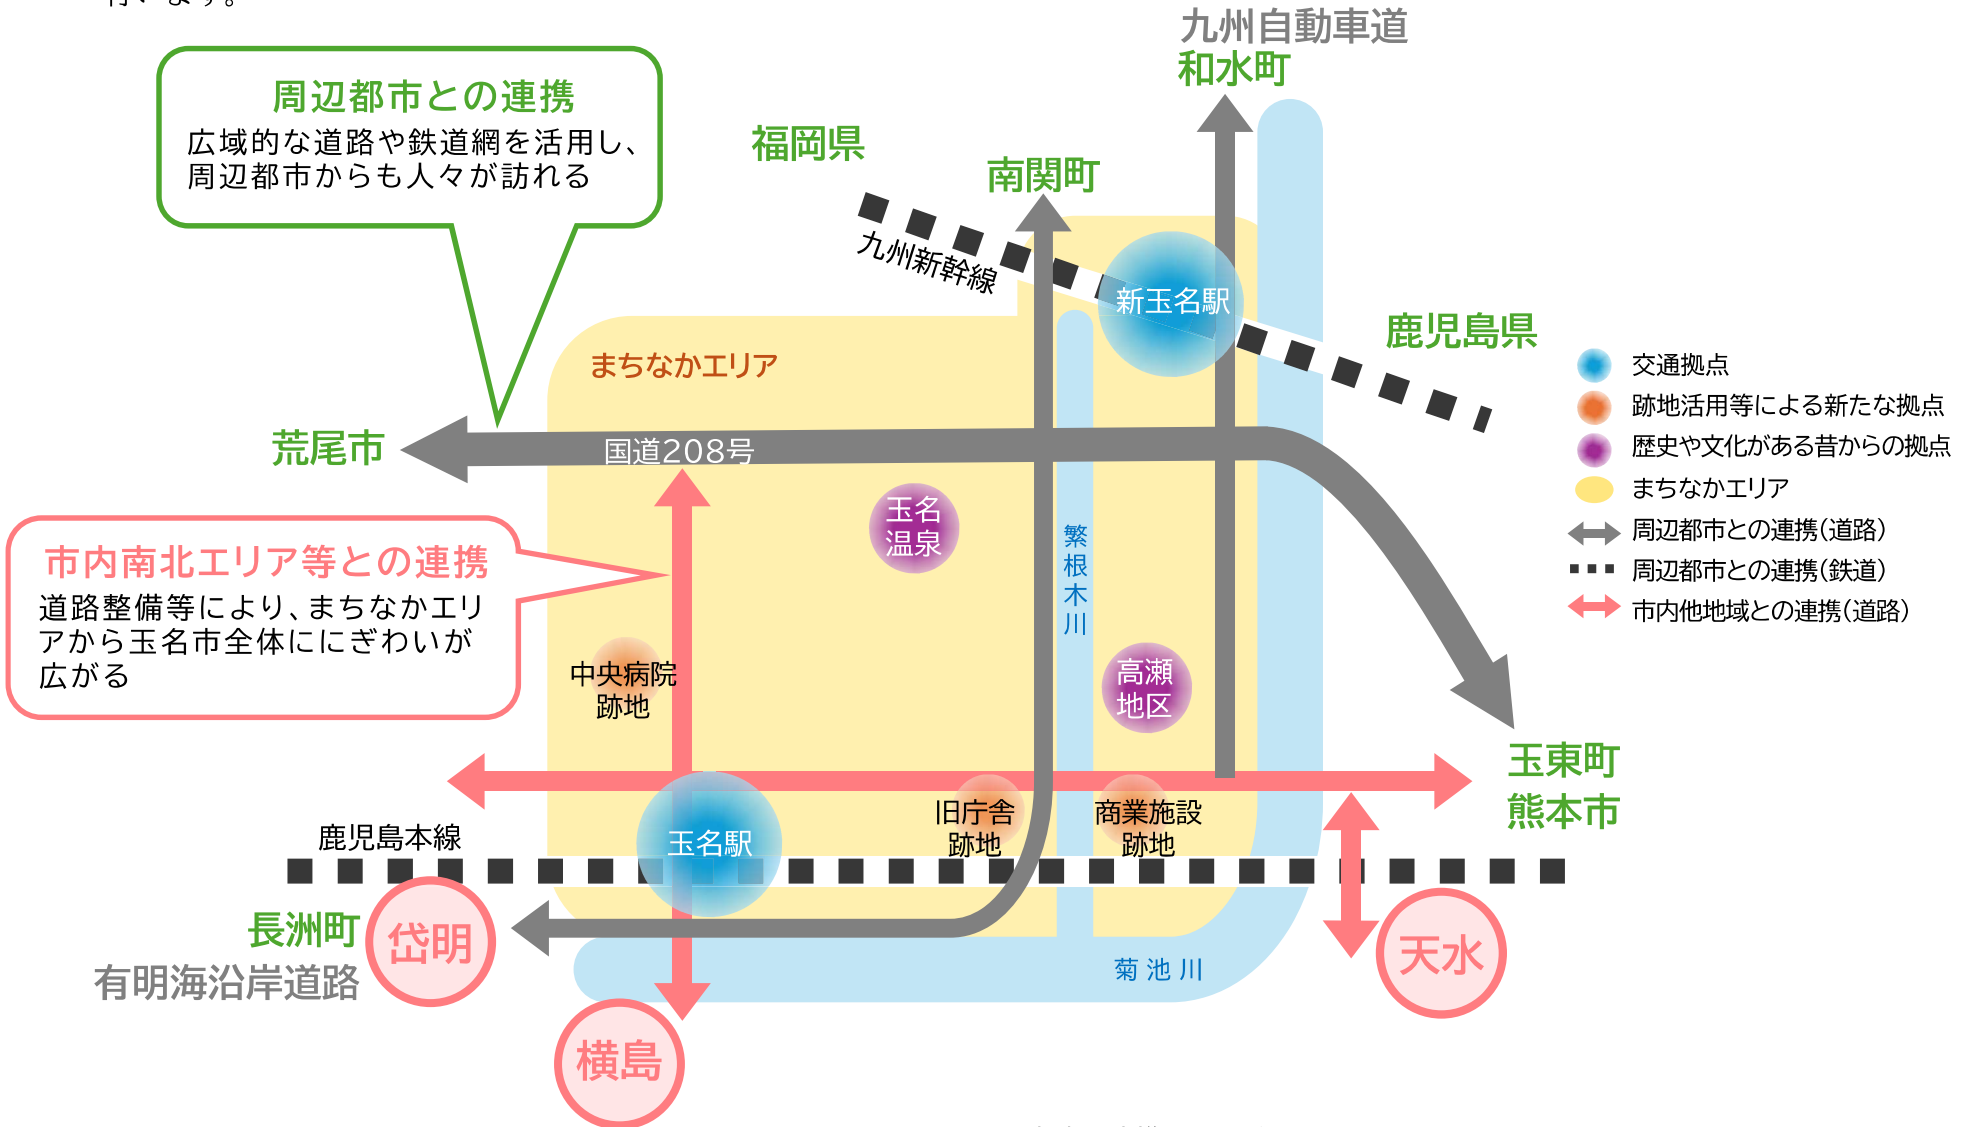 九州自動車道
和水町
周辺都市との連携
広域的な道路や鉄道網を活用し、
周辺都市からも人々が訪れる
福岡県
南関町
九州新幹線
新玉名駅
鹿児島県
まちなかエリア
荒尾市
国道208号
玉名
温泉
繁根木川
市内南北エリア等との連携
道路整備等により、まちなかエリ
アから玉名市全体ににぎわいが
広がる
中央病院
跡地
高瀬
地区
玉東町
熊本市
旧庁舎
跡地
商業施設
跡地
鹿児島本線
玉名駅
長洲町
有明海沿岸道路
岱明
横島
天水
菊池川
交通拠点
跡地活用等による新たな拠点
歴史や文化がある昔からの拠点
まちなかエリア
周辺都市との連携(道路)
周辺都市との連携(鉄道)
市内他地域との連携(道路)